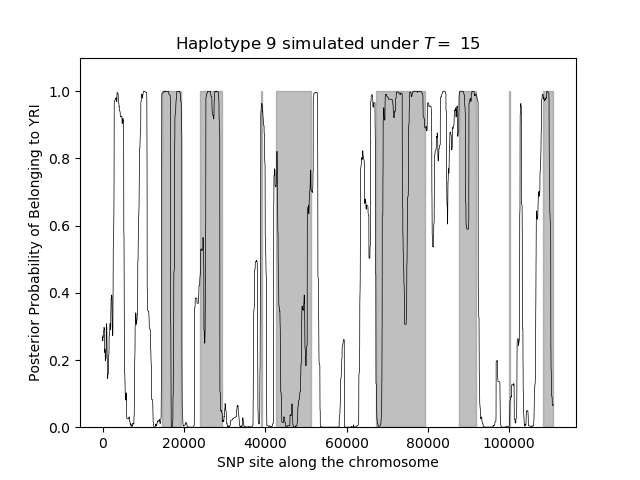 Haplotype 9 simulated under T = 15
Posterior Probability of Belonging to YRI
1.0
0.8
0.6
0.4
0.2
0.0
0 20000 40000 60000 80000 100000
SNP site along the chromosome